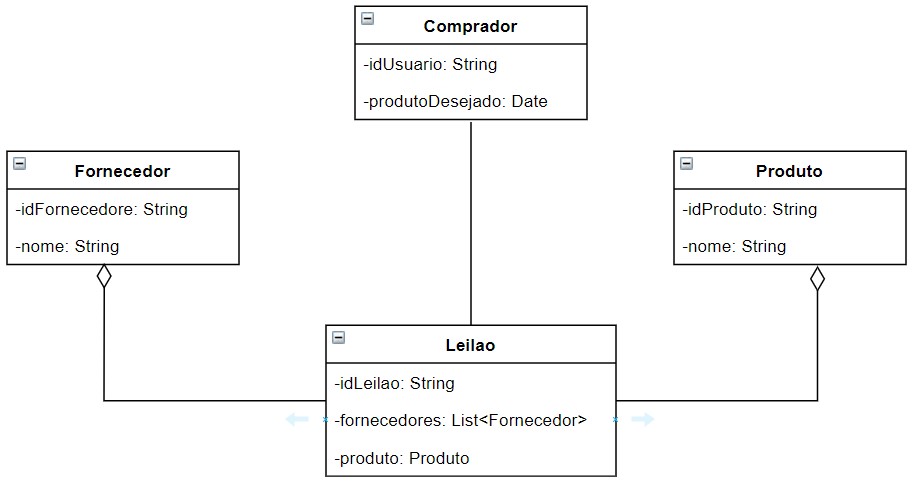 Comprador
-idUsuario: String
-produtoDesejado: Date
Fornecedor
-idFornecedore: String
-nome: String
Produto
-idProduto: String
-nome: String
Leilao
-idLeilao: String
-fornecedores: List<Fornecedor>
-produto: Produto